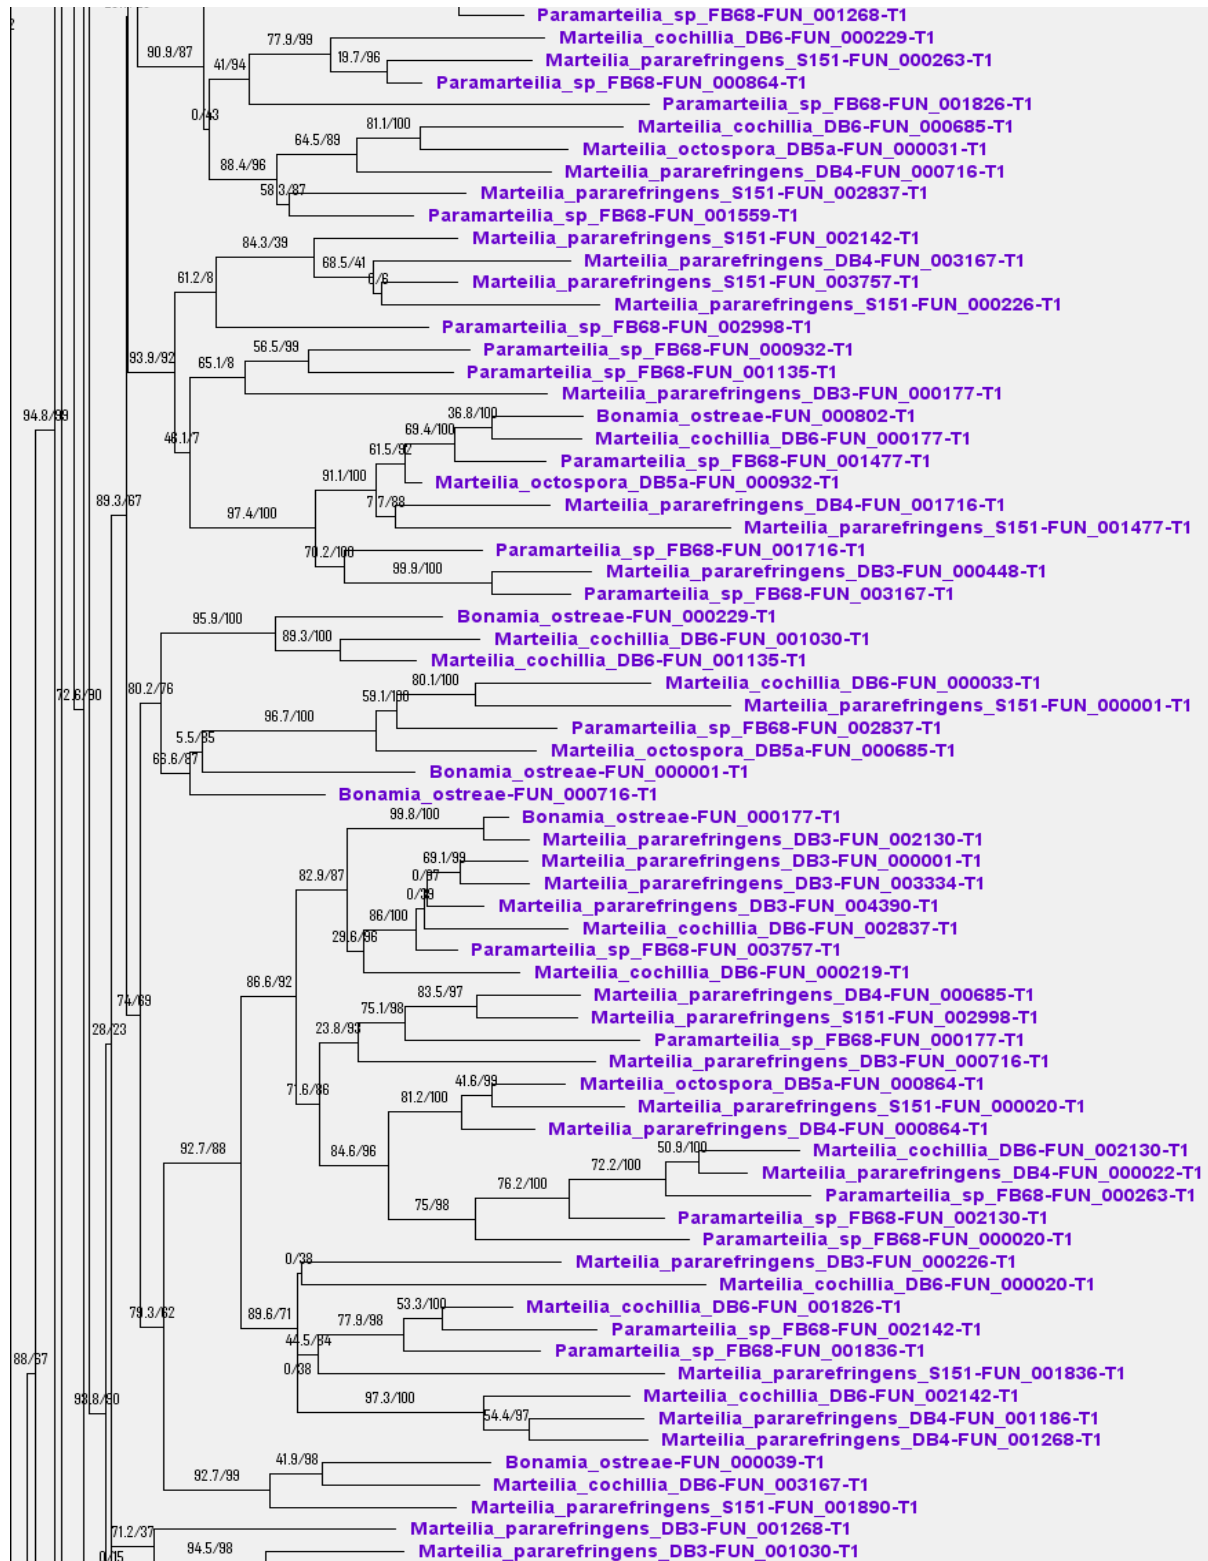 Paramarteilia_sp_FB68-FUN_001268-T1
77.9/99 Marteilia_cochillia_DB6-FUN_000229-T1
90.9/87 41/94 19.7/96 Marteilia_pararefringens_S151-FUN_000263-T1
Paramarteilia_sp_FB68-FUN_000864-T1
Paramarteilia_sp_FB68-FUN_001826-T1
0/43
81.1/100 Marteilia_cochillia_DB6-FUN_000685-T1
64.5/89 Marteilia_octospora_DB5a-FUN_000031-T1
88.4/96 Marteilia_pararefringens_DB4-FUN_000716-T1
58.3/87 Marteilia_pararefringens_S151-FUN_002837-T1
Paramarteilia_sp_FB68-FUN_001559-T1
84.3/39 Marteilia_pararefringens_S151-FUN_002142-T1
68.5/41 Marteilia_pararefringens_DB4-FUN_003167-T1
61.2/8 0/6 Marteilia_pararefringens_S151-FUN_003757-T1
Marteilia_pararefringens_S151-FUN_000226-T1
Paramarteilia_sp_FB68-FUN_002998-T1
93.9/92 65.1/8 56.5/99 Paramarteilia_sp_FB68-FUN_000932-T1
Paramarteilia_sp_FB68-FUN_001135-T1
Marteilia_pararefringens_DB3-FUN_000177-T1
94.8/99 36.8/100 Bonamia_ostreae-FUN_000802-T1
46.1/7 69.4/100 Marteilia_cochillia_DB6-FUN_000177-T1
61.5/92 Paramarteilia_sp_FB68-FUN_001477-T1
91.1/100 Marteilia_octospora_DB5a-FUN_000932-T1
89.3/67 7.7/88 Marteilia_pararefringens_DB4-FUN_001716-T1
97.4/100 Marteilia_pararefringens_S151-FUN_001477-T1
70.2/100 Paramarteilia_sp_FB68-FUN_001716-T1
99.9/100 Marteilia_pararefringens_DB3-FUN_000448-T1
Paramarteilia_sp_FB68-FUN_003167-T1
95.9/100 Bonamia_ostreae-FUN_000229-T1
89.3/100 Marteilia_cochillia_DB6-FUN_001030-T1
Marteilia_cochillia_DB6-FUN_001135-T1
72.6/90 80.2/76 59.1/100 80.1/100 Marteilia_cochillia_DB6-FUN_000033-T1
96.7/100 Marteilia_pararefringens_S151-FUN_000001-T1
Paramarteilia_sp_FB68-FUN_002837-T1
5.5/85 Marteilia_octospora_DB5a-FUN_000685-T1
66.6/87 Bonamia_ostreae-FUN_000001-T1
Bonamia_ostreae-FUN_000716-T1
99.8/100 Bonamia_ostreae-FUN_000177-T1
Marteilia_pararefringens_DB3-FUN_002130-T1
69.1/99 Marteilia_pararefringens_DB3-FUN_000001-T1
82.9/87 0/97 Marteilia_pararefringens_DB3-FUN_003334-T1
0/39 Marteilia_pararefringens_DB3-FUN_004390-T1
86/100 Marteilia_cochillia_DB6-FUN_002837-T1
29.6/96 Paramarteilia_sp_FB68-FUN_003757-T1
Marteilia_cochillia_DB6-FUN_000219-T1
74/69 86.6/92 83.5/97 Marteilia_pararefringens_DB4-FUN_000685-T1
75.1/98 Marteilia_pararefringens_S151-FUN_002998-T1
28/23 23.8/93 Paramarteilia_sp_FB68-FUN_000177-T1
Marteilia_pararefringens_DB3-FUN_000716-T1
71.6/86 41.6/99 Marteilia_octospora_DB5a-FUN_000864-T1
81.2/100 Marteilia_pararefringens_S151-FUN_000020-T1
Marteilia_pararefringens_DB4-FUN_000864-T1
92.7/88 84.6/96 50.9/100 Marteilia_cochillia_DB6-FUN_002130-T1
72.2/100 Marteilia_pararefringens_DB4-FUN_000022-T1
76.2/100 Paramarteilia_sp_FB68-FUN_000263-T1
75/98 Paramarteilia_sp_FB68-FUN_002130-T1
Paramarteilia_sp_FB68-FUN_000020-T1
0/38 Marteilia_pararefringens_DB3-FUN_000226-T1
Marteilia_cochillia_DB6-FUN_000020-T1
79.3/62 89.6/71 53.3/100 Marteilia_cochillia_DB6-FUN_001826-T1
77.9/98 Paramarteilia_sp_FB68-FUN_002142-T1
88/67 44.5/84 Paramarteilia_sp_FB68-FUN_001836-T1
0/38 Marteilia_pararefringens_S151-FUN_001836-T1
93.8/90 97.3/100 Marteilia_cochillia_DB6-FUN_002142-T1
54.4/97 Marteilia_pararefringens_DB4-FUN_001186-T1
Marteilia_pararefringens_DB4-FUN_001268-T1
41.9/98 Bonamia_ostreae-FUN_000039-T1
92.7/99 Marteilia_cochillia_DB6-FUN_003167-T1
Marteilia_pararefringens_S151-FUN_001890-T1
71.2/37 Marteilia_pararefringens_DB3-FUN_001268-T1
0/15 94.5/98 Marteilia_pararefringens_DB3-FUN_001030-T1